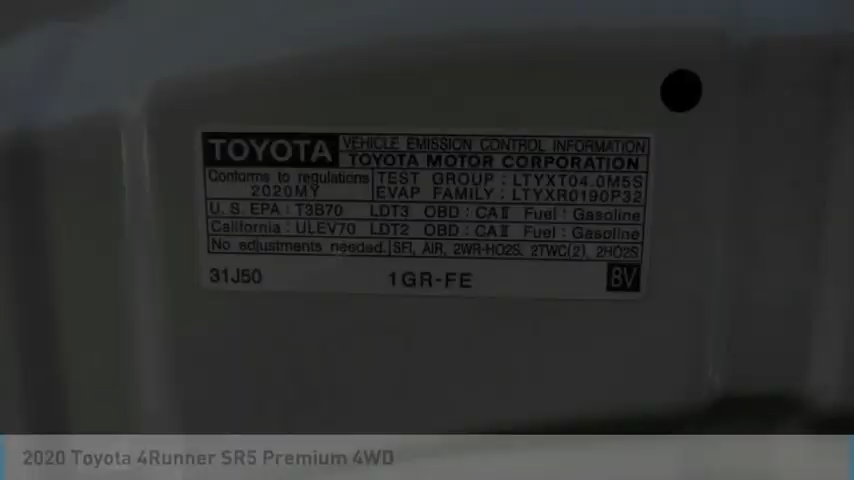 TOYOTA VEHICLE EMISSION CONTROL INFORMATION
TOYOTA MOTOR CORPORATION
Conforms to regulations TEST GROUP : LTYXT04.0M5S
2020MY EVAP FAMILY : LTYXR0190P32
U.S. EPA : T3B70 LDT3 OBD : CAⅡ Fuel : Gasoline
California : ULEV70 LDT2 OBD : CAⅡ Fuel : Gasoline
No adjustments needed. SFI, AIR, 2WR-HO2S, 2TWC(2), 2HO2S
31J50 1GR-FE 8V
2020 Toyota 4Runner SR5 Premium 4WD